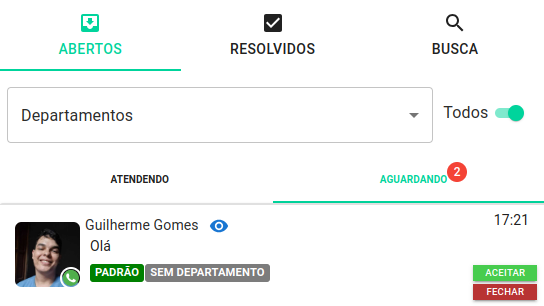 ABERTOS
RESOLVIDOS
BUSCA
Departamentos
Todos
ATENDENDO
AGUARDANDO 2
Guilherme Gomes
17:21
Olá
PADRÃO SEM DEPARTAMENTO
ACEITAR
FECHAR